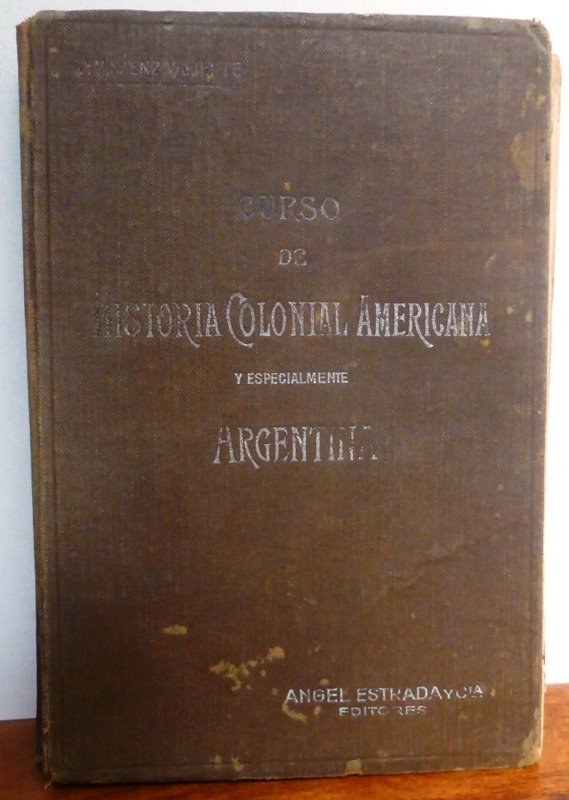 CURSO
DE
HISTORIA COLONIAL AMERICANA
Y ESPECIALMENTE
ARGENTINA
ANGEL ESTRADA Y CIA
EDITORES